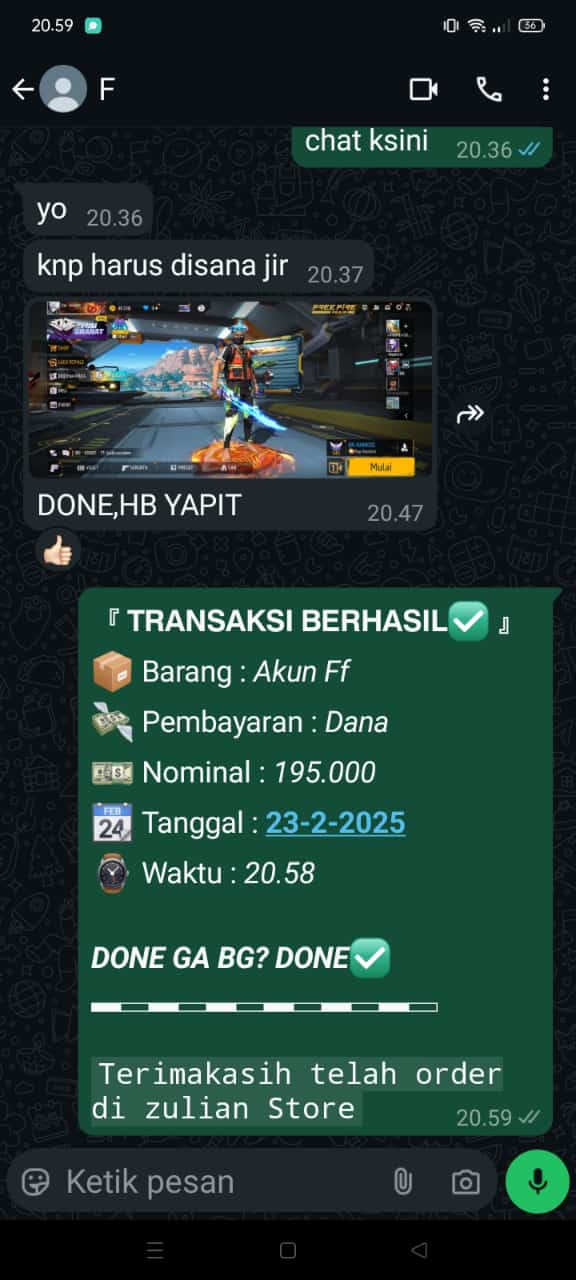 20.59
56
F
chat ksini 20.36
yo 20.36
knp harus disana jir 20.37
FREE FIRE
Mulai
DONE,HB YAPIT 20.47
『 TRANSAKSI BERHASIL✅ 』
📦 Barang : Akun Ff
💸 Pembayaran : Dana
💵 Nominal : 195.000
📆 Tanggal : 23-2-2025
⌚ Waktu : 20.58
DONE GA BG? DONE✅
Terimakasih telah order
di zulian Store 20.59
Ketik pesan